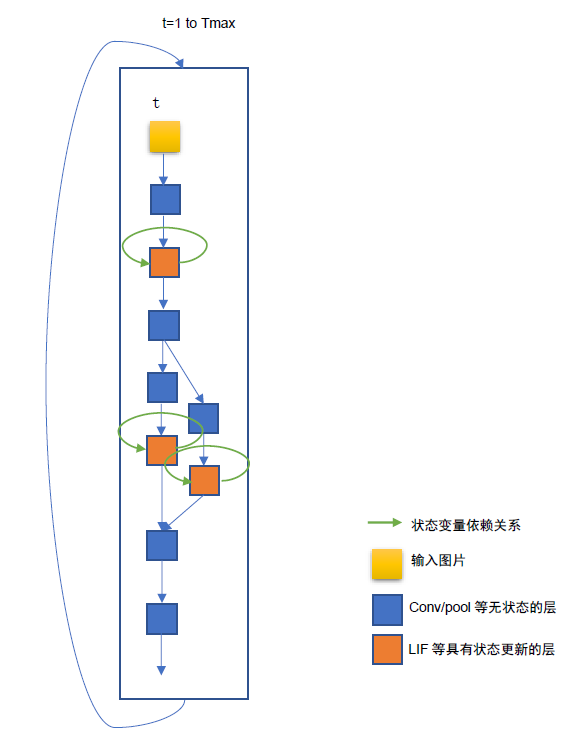 t=1 to Tmax
t
状态变量依赖关系
输入图片
Conv/pool 等无状态的层
LIF 等具有状态更新的层